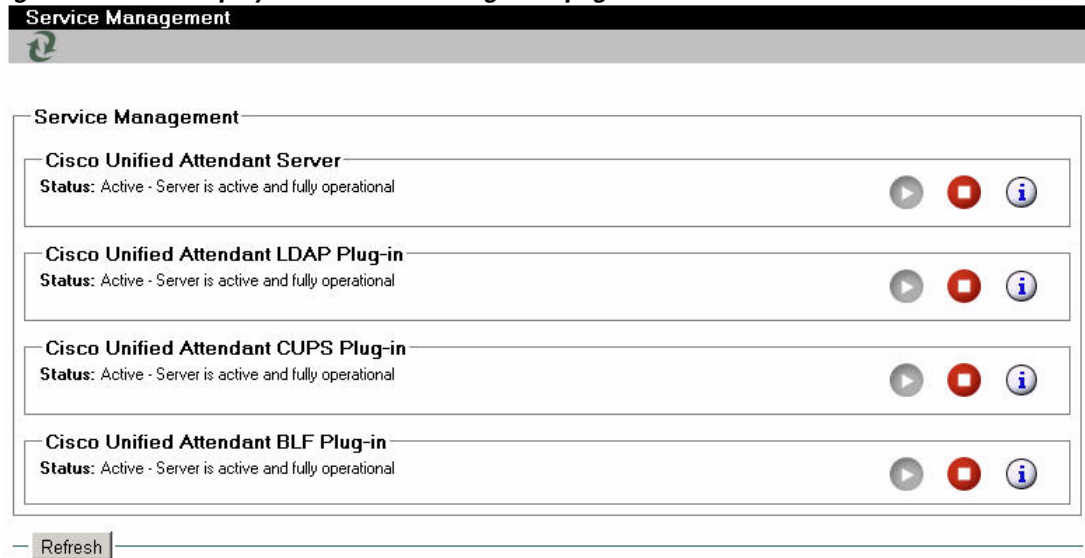 Service Management
Service Management
Cisco Unified Attendant Server
Status: Active - Server is active and fully operational
Cisco Unified Attendant LDAP Plug-in
Status: Active - Server is active and fully operational
Cisco Unified Attendant CUPS Plug-in
Status: Active - Server is active and fully operational
Cisco Unified Attendant BLF Plug-in
Status: Active - Server is active and fully operational
Refresh